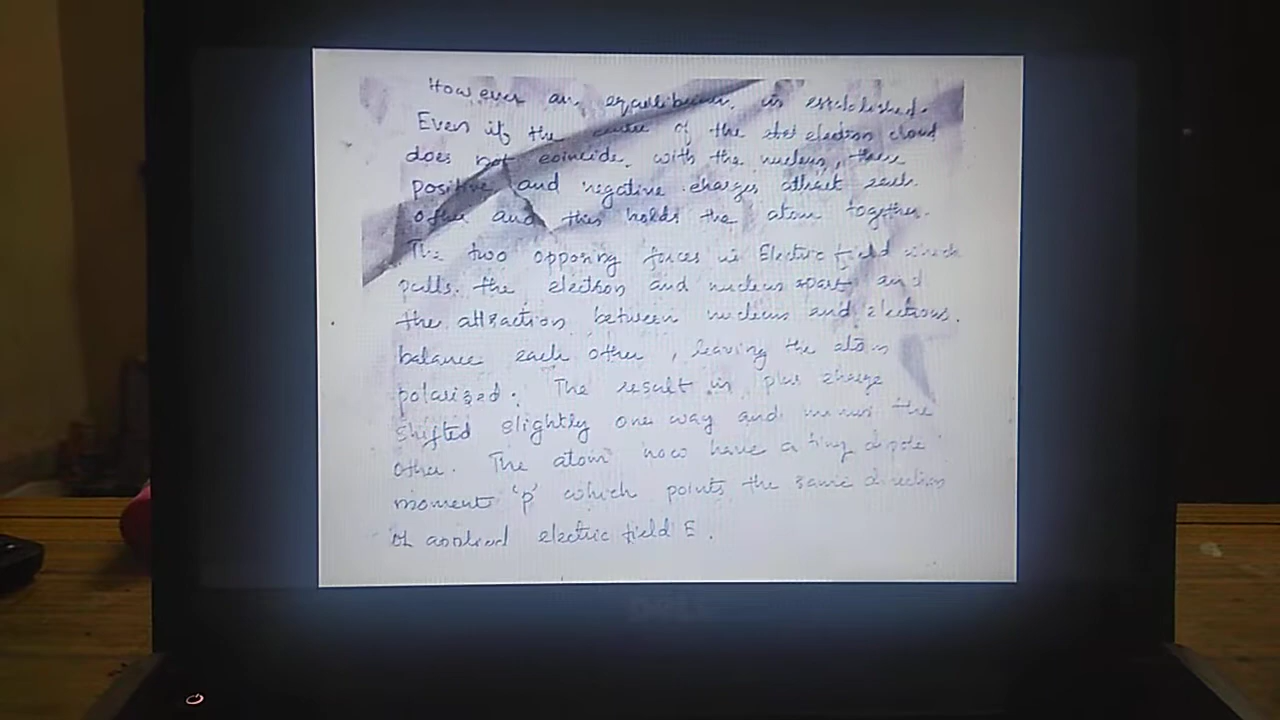 However an equilibrium is established.
Even if the centre of the electron cloud
does not coincide with the nucleus, these
positive and negative charges attract each
other and this holds the atom together.
The two opposing forces ie Electric field which
pulls the electron and nucleus apart and
the attraction between nucleus and electrons.
balance each other, leaving the atom
polarized. The result is plus charge
shifted slightly one way and minus the
other. The atom now have a tiny dipole
moment 'p' which points the same direction
of applied electric field E.